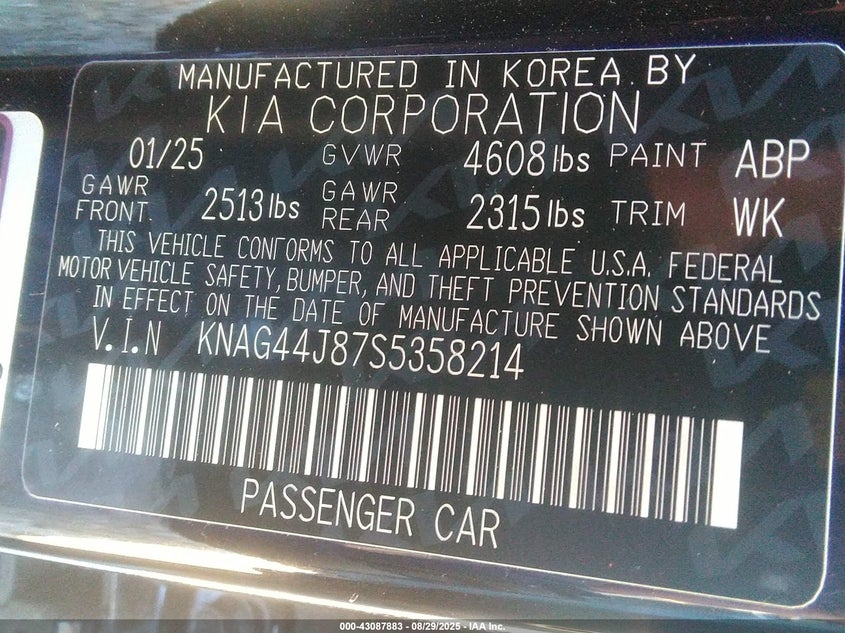 MANUFACTURED IN KOREA BY
KIA CORPORATION
01/25 GVWR 4608 lbs PAINT ABP
GAWR FRONT 2513 lbs GAWR REAR 2315 lbs TRIM WK
THIS VEHICLE CONFORMS TO ALL APPLICABLE U.S.A. FEDERAL
MOTOR VEHICLE SAFETY, BUMPER, AND THEFT PREVENTION STANDARDS
IN EFFECT ON THE DATE OF MANUFACTURE SHOWN ABOVE
V.I.N KNAG44J87S5358214
PASSENGER CAR
000-43087883 - 08/29/2025 - IAA Inc.